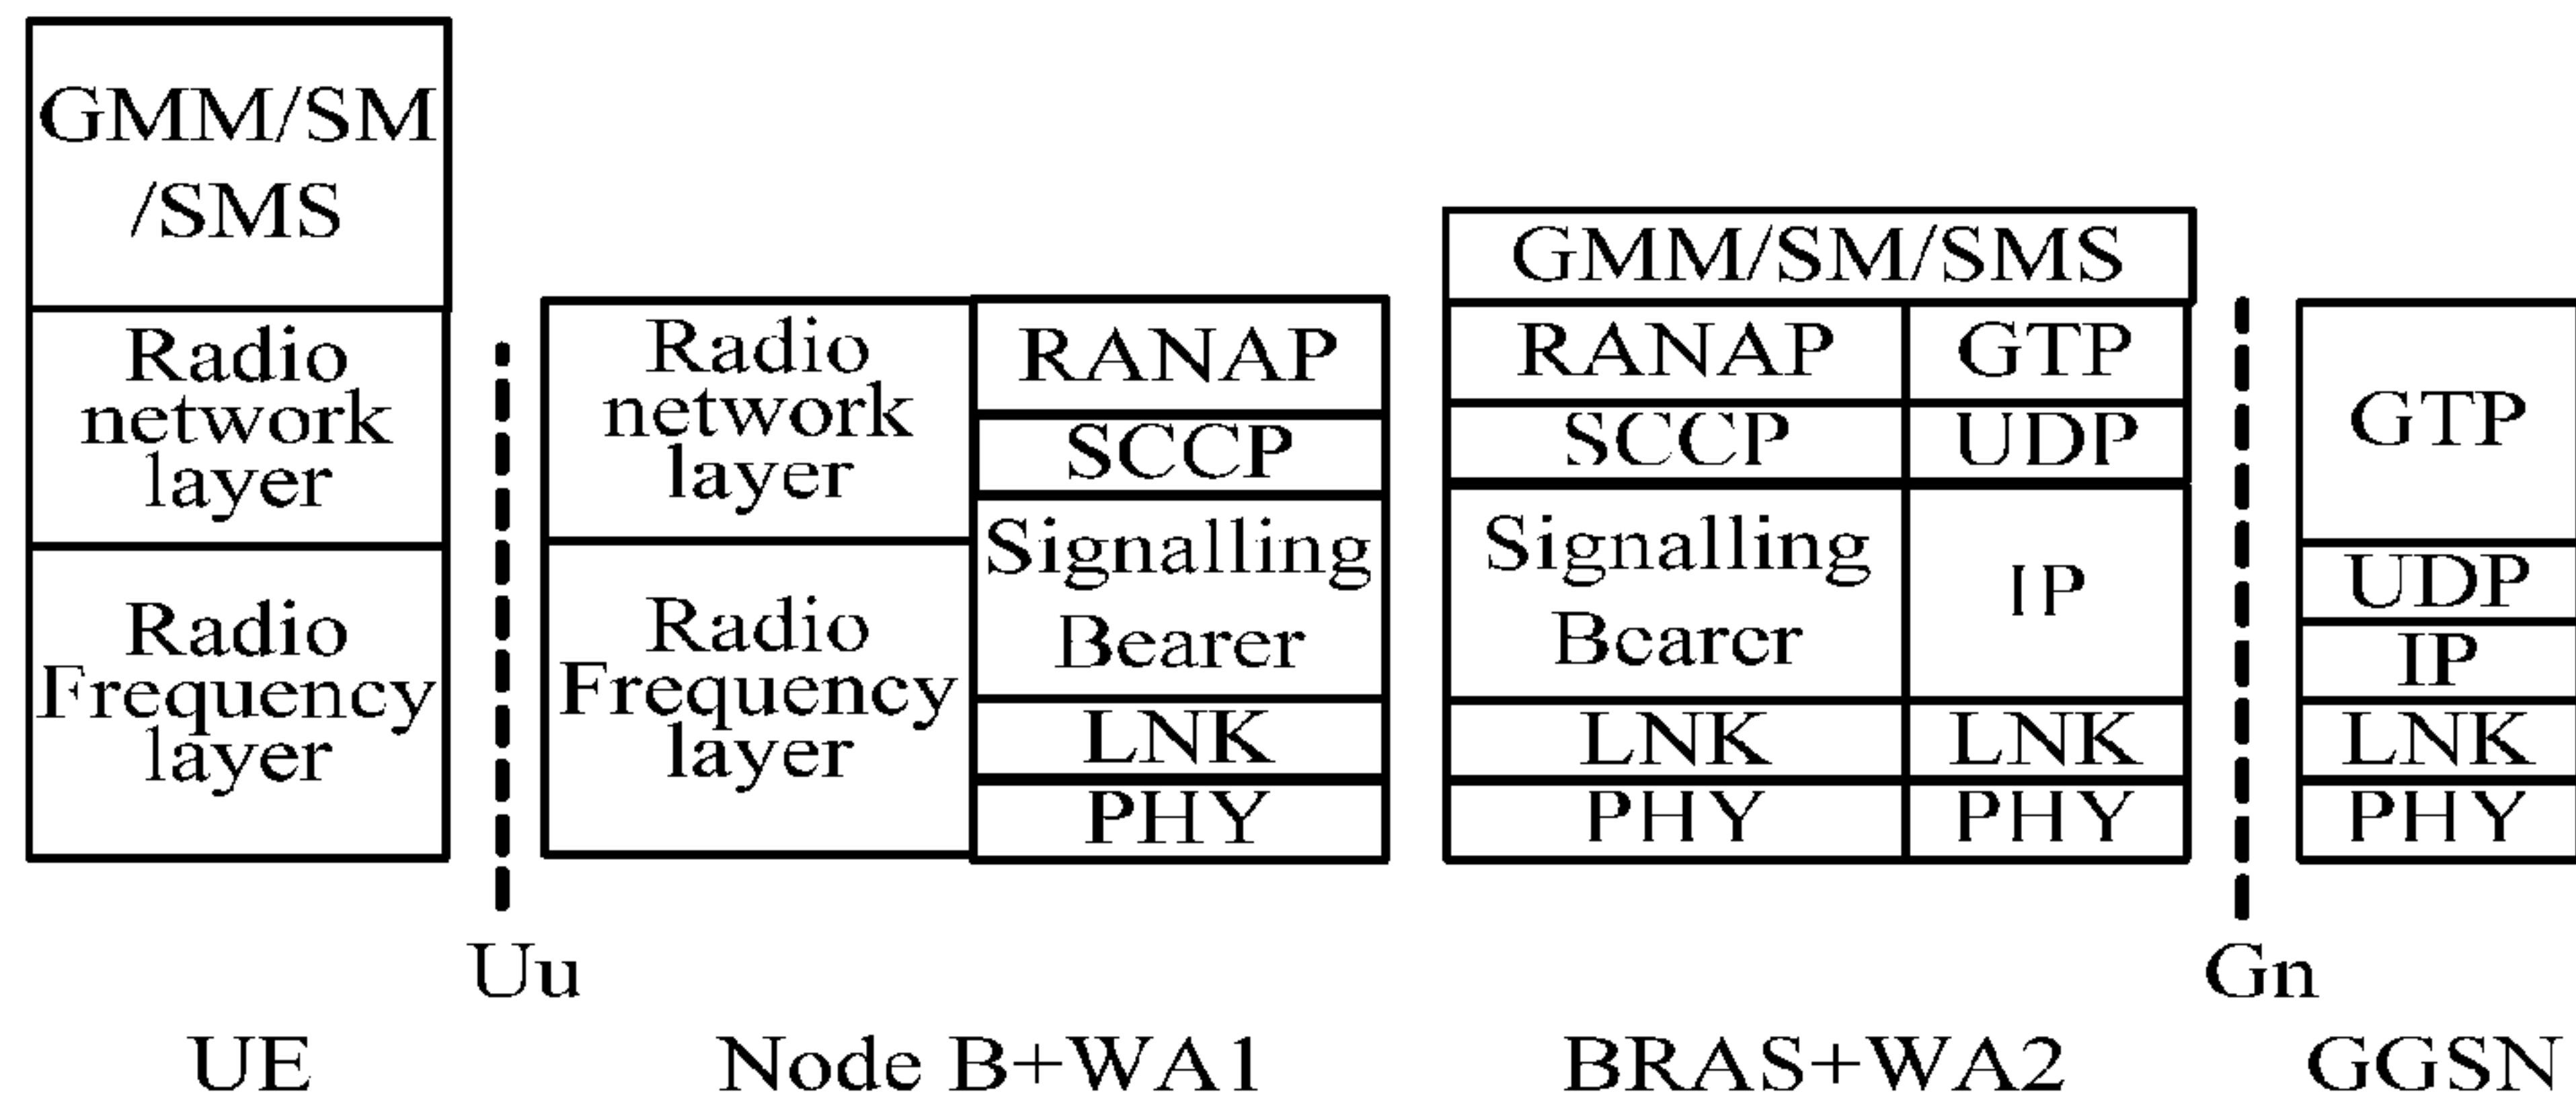 GMM/SM
/SMS
Radio
network
layer
Radio
Frequency
layer
Uu
UE
Radio
network
layer
Radio
Frequency
layer
RANAP
SCCP
Signalling
Bearer
LNK
PHY
Node B+WA1
GMM/SM/SMS
RANAP
SCCP
Signalling
Bearer
LNK
PHY
GTP
UDP
IP
LNK
PHY
BRAS+WA2
Gn
GTP
UDP
IP
LNK
PHY
GGSN